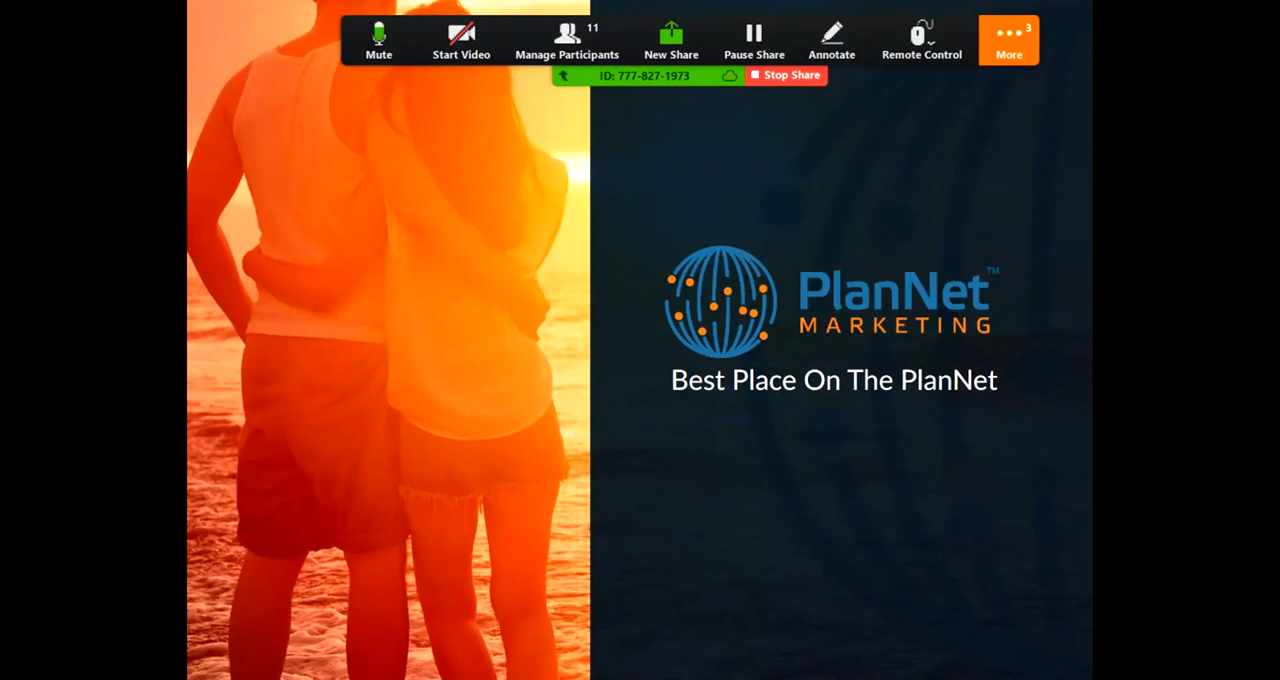 11
3
Mute
Start Video
Manage Participants
New Share
Pause Share
Annotate
Remote Control
More
ID: 777-827-1973
Stop Share
PlanNet™
MARKETING
Best Place On The PlanNet